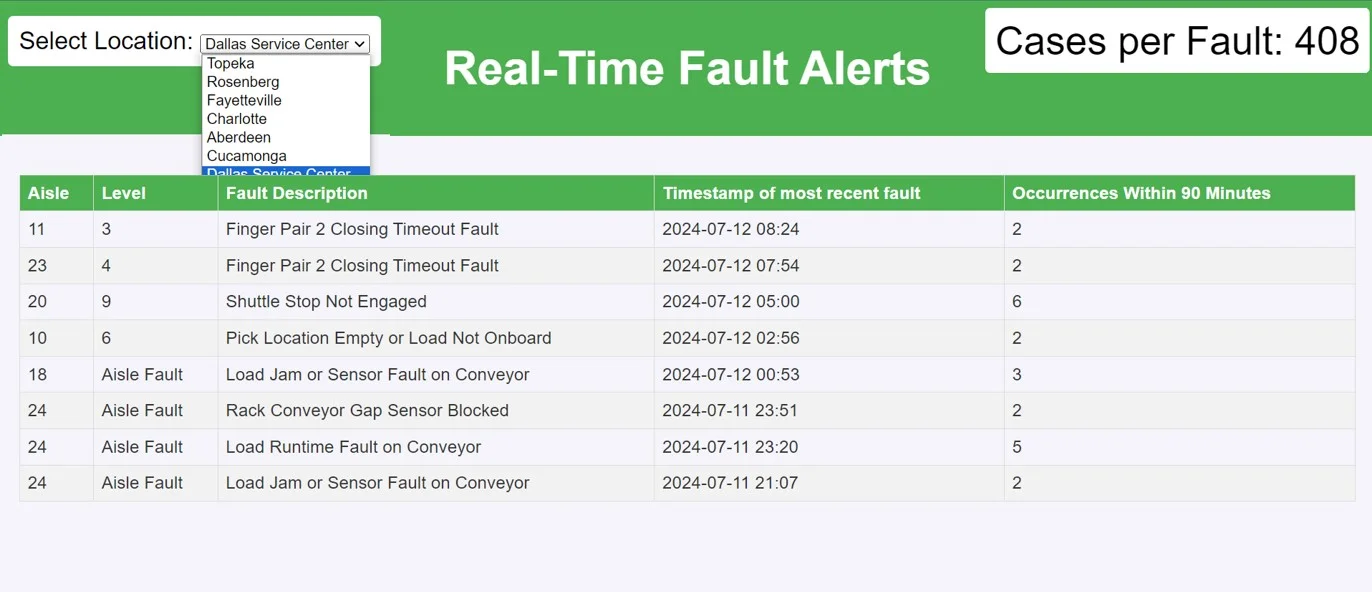 Select Location: Dallas Service Center
Topeka
Rosenberg
Fayetteville
Charlotte
Aberdeen
Cucamonga
Dallas Service Center
Real-Time Fault Alerts
Cases per Fault: 408
Aisle Level Fault Description Timestamp of most recent fault Occurrences Within 90 Minutes
11 3 Finger Pair 2 Closing Timeout Fault 2024-07-12 08:24 2
23 4 Finger Pair 2 Closing Timeout Fault 2024-07-12 07:54 2
20 9 Shuttle Stop Not Engaged 2024-07-12 05:00 6
10 6 Pick Location Empty or Load Not Onboard 2024-07-12 02:56 2
18 Aisle Fault Load Jam or Sensor Fault on Conveyor 2024-07-12 00:53 3
24 Aisle Fault Rack Conveyor Gap Sensor Blocked 2024-07-11 23:51 2
24 Aisle Fault Load Runtime Fault on Conveyor 2024-07-11 23:20 5
24 Aisle Fault Load Jam or Sensor Fault on Conveyor 2024-07-11 21:07 2